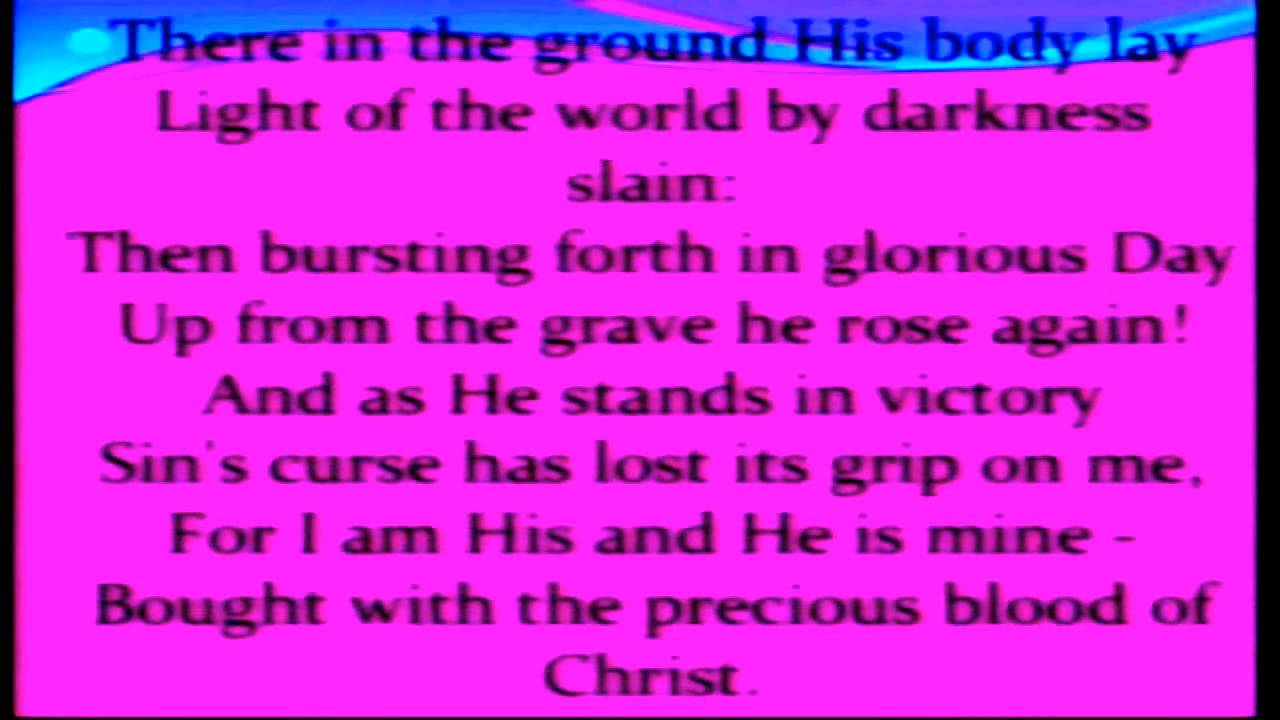 There in the ground His body lay
Light of the world by darkness
slain:
Then bursting forth in glorious Day
Up from the grave he rose again!
And as He stands in victory
Sin's curse has lost its grip on me,
For I am His and He is mine -
Bought with the precious blood of
Christ.